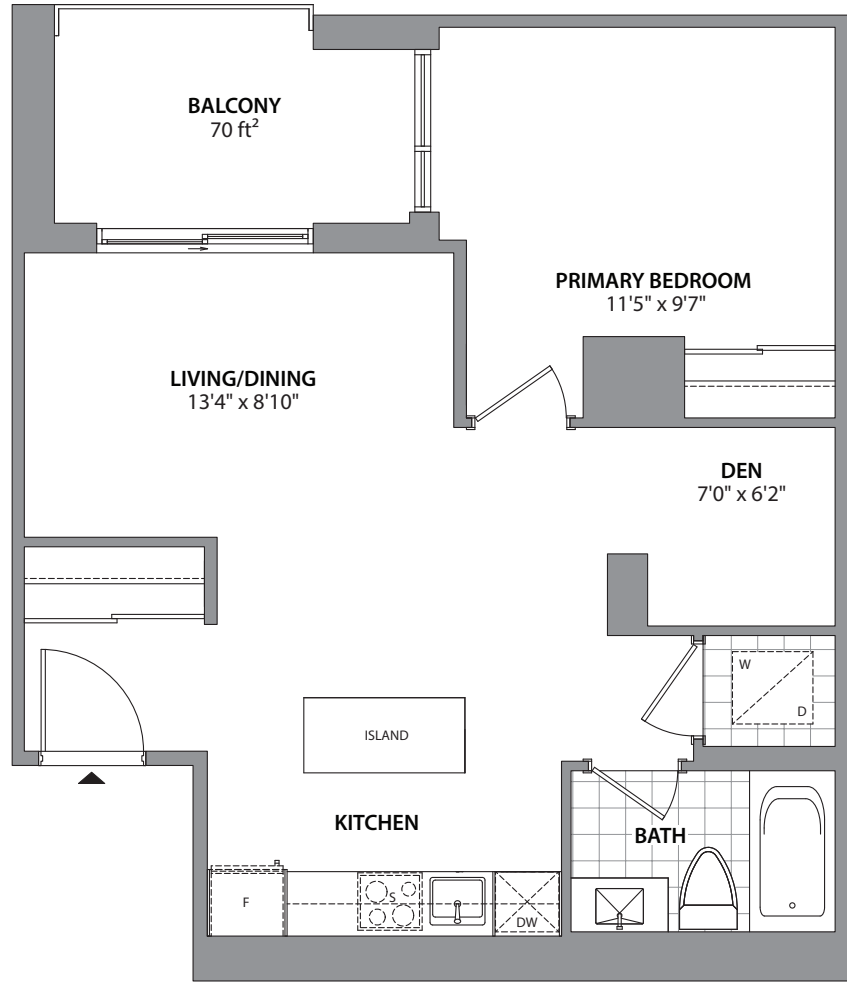 BALCONY
70 ft²
PRIMARY BEDROOM
11'5" x 9'7"
LIVING/DINING
13'4" x 8'10"
DEN
7'0" x 6'2"
W
D
ISLAND
KITCHEN
BATH
F
S
DW